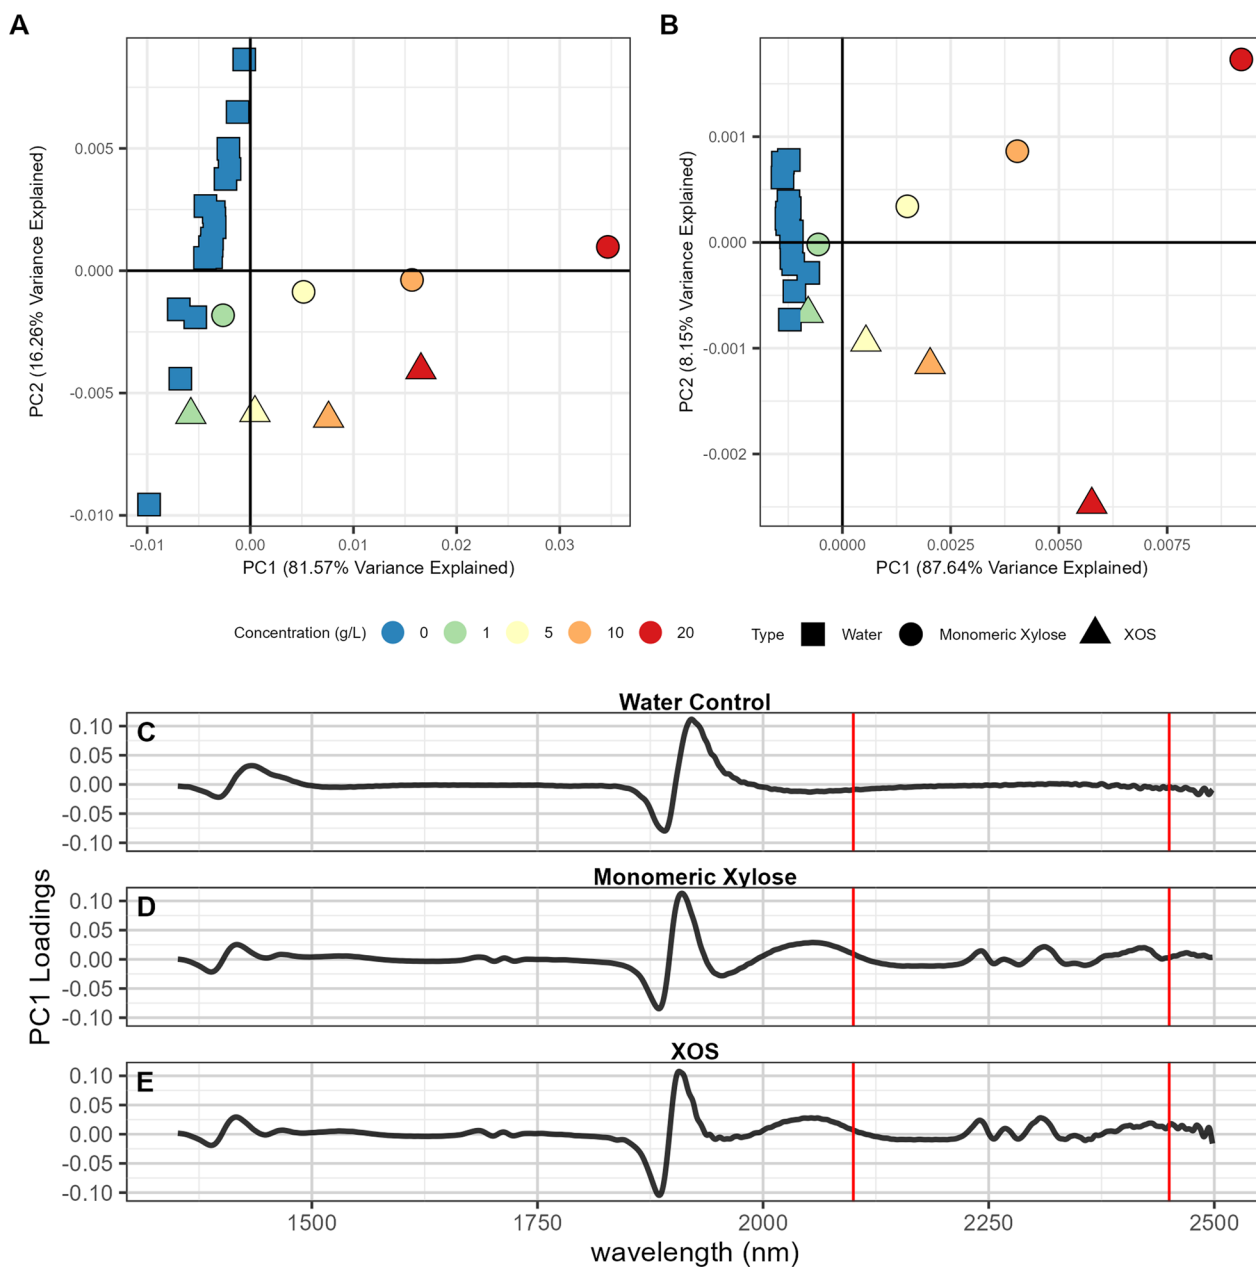 A
B
0.005
0.000
-0.005
-0.010
PC2 (16.26% Variance Explained)
-0.01 0.00 0.01 0.02 0.03
PC1 (81.57% Variance Explained)
0.001
0.000
-0.001
-0.002
PC2 (8.15% Variance Explained)
0.0000 0.0025 0.0050 0.0075
PC1 (87.64% Variance Explained)
Concentration (g/L) 0 1 5 10 20 Type Water Monomeric Xylose XOS
Water Control
C
0.10
0.05
0.00
-0.05
-0.10
Monomeric Xylose
D
0.10
0.05
0.00
-0.05
-0.10
XOS
E
0.10
0.05
0.00
-0.05
-0.10
PC1 Loadings
1500 1750 2000 2250 2500
wavelength (nm)